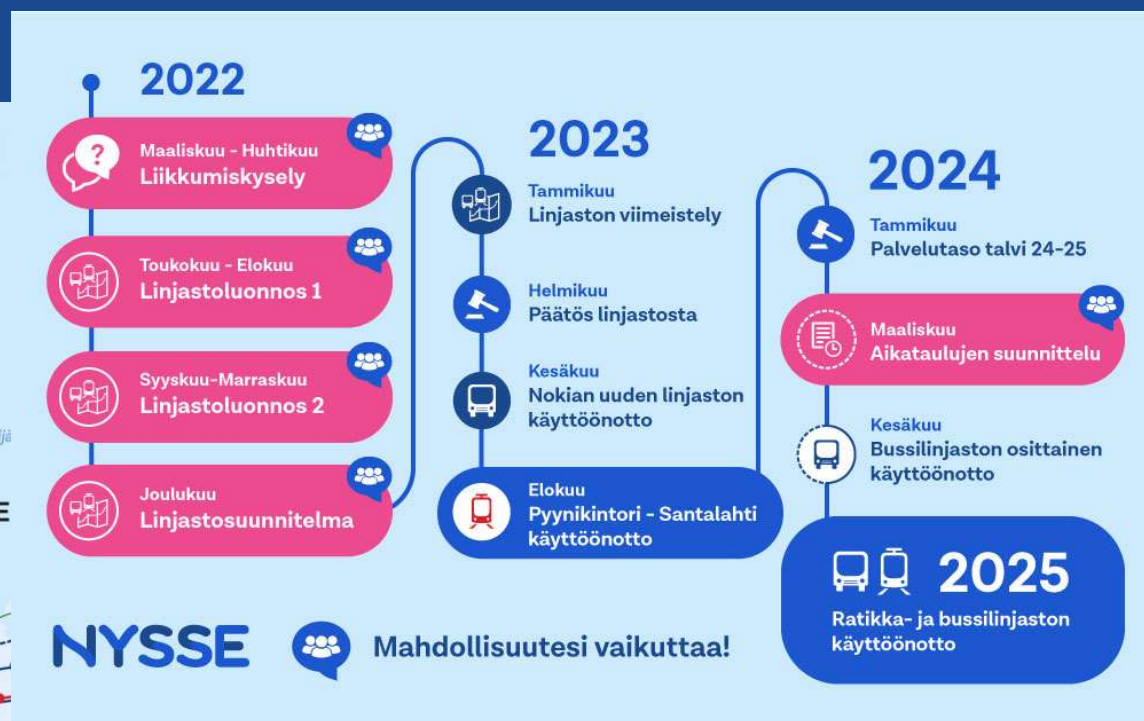 2022
Maaliskuu - Huhtikuu
Liikkumiskysely
Toukokuu - Elokuu
Linjastoluonnos 1
Syyskuu-Marraskuu
Linjastoluonnos 2
Joulukuu
Linjastosuunnitelma
2023
Tammikuu
Linjaston viimeistely
Helmikuu
Päätös linjastosta
Kesäkuu
Nokian uuden linjaston
käyttöönotto
Elokuu
Pyynikintori - Santalahti
käyttöönotto
2024
Tammikuu
Palvelutaso talvi 24-25
Maaliskuu
Aikataulujen suunnittelu
Kesäkuu
Bussilinjaston osittainen
käyttöönotto
2025
Ratikka- ja bussilinjaston
käyttöönotto
NYSSE
Mahdollisuutesi vaikuttaa!